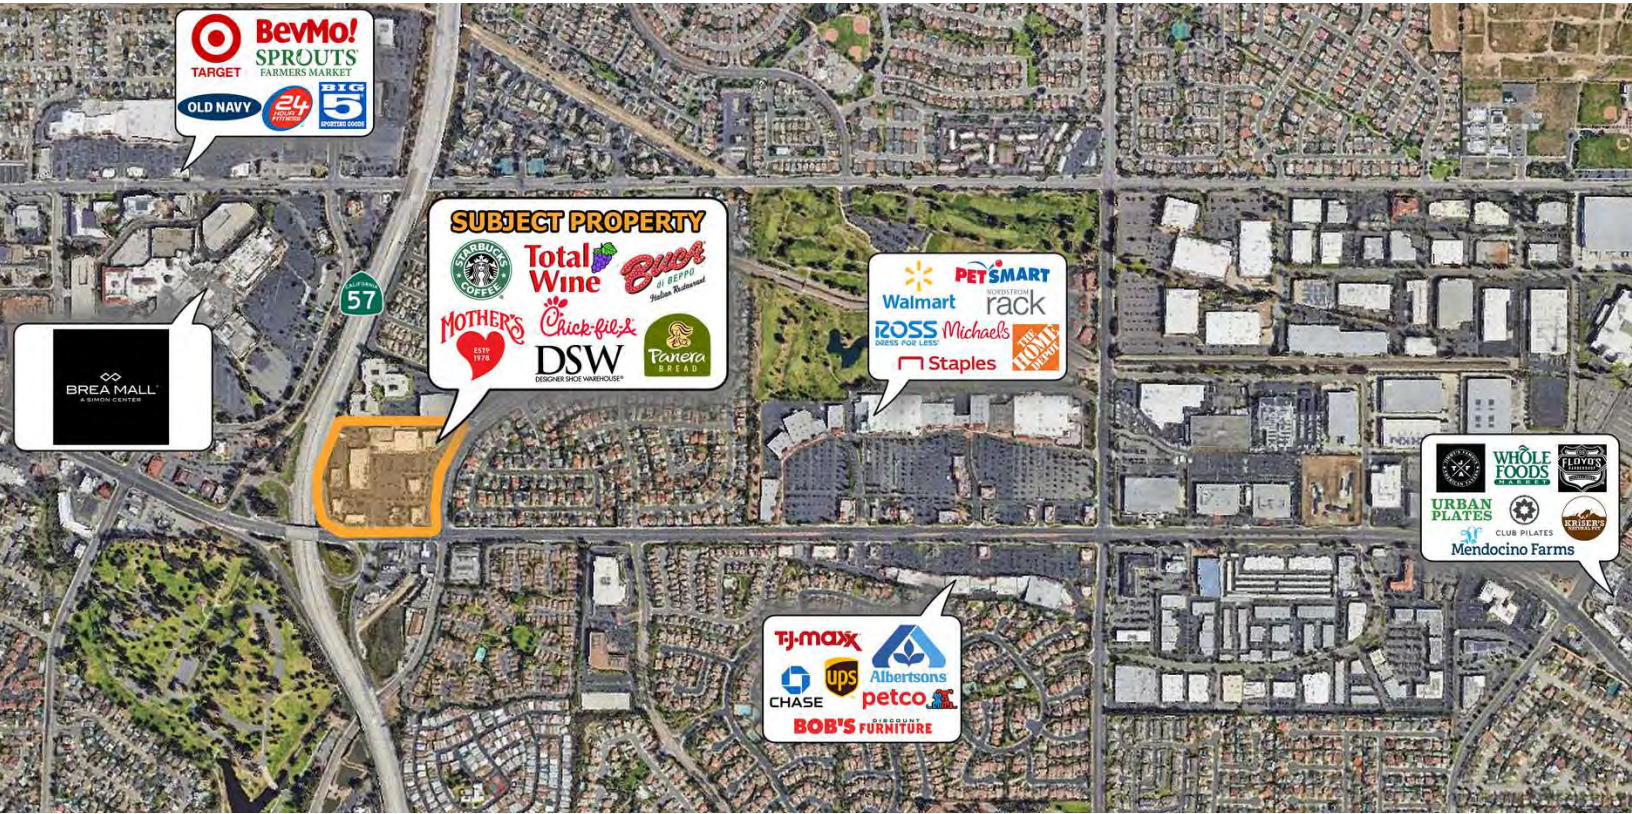 TARGET
BevMo!
SPROUTS
FARMERS MARKET
OLD NAVY
24
HOUR
FITNESS
BIG
5
SPORTING GOODS
SUBJECT PROPERTY
STARBUCKS
COFFEE
Total
Wine
Buca
di BEPPO
Italian Restaurant
MOTHER'S
ESTD
1978
Chick-fil-A
DSW
DESIGNER SHOE WAREHOUSE®
Panera
BREAD
CALIFORNIA
57
BREA MALL®
A SIMON CENTER
Walmart
PETSMART
NORDSTROM
rack
ROSS
DRESS FOR LESS®
Michaels
THE
HOME
DEPOT
Staples
WHOLE
FOODS
MARKET
FLOYD'S
BARBERSHOP
URBAN
PLATES
CLUB PILATES
KRISER'S
NATURAL PET
Mendocino Farms
T·J·maxx
Albertsons
CHASE
ups
petco
BOB'S DISCOUNT FURNITURE